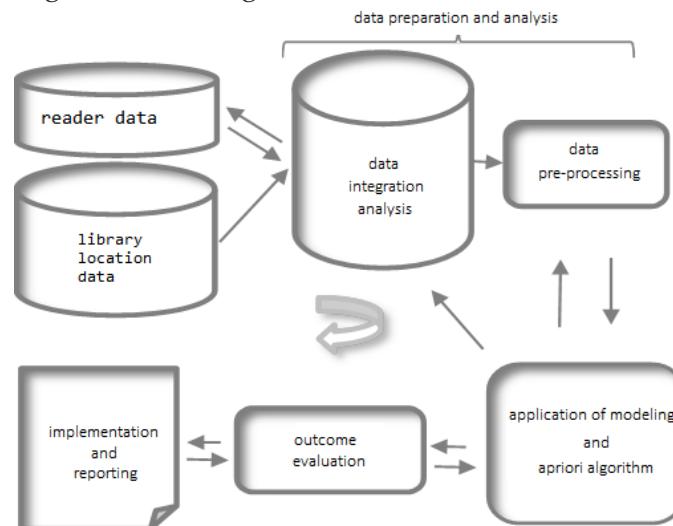 data preparation and analysis
reader data
data
integration
analysis
data
pre-processing
library
location
data
implementation
and
reporting
outcome
evaluation
application of modeling
and
apriori algorithm